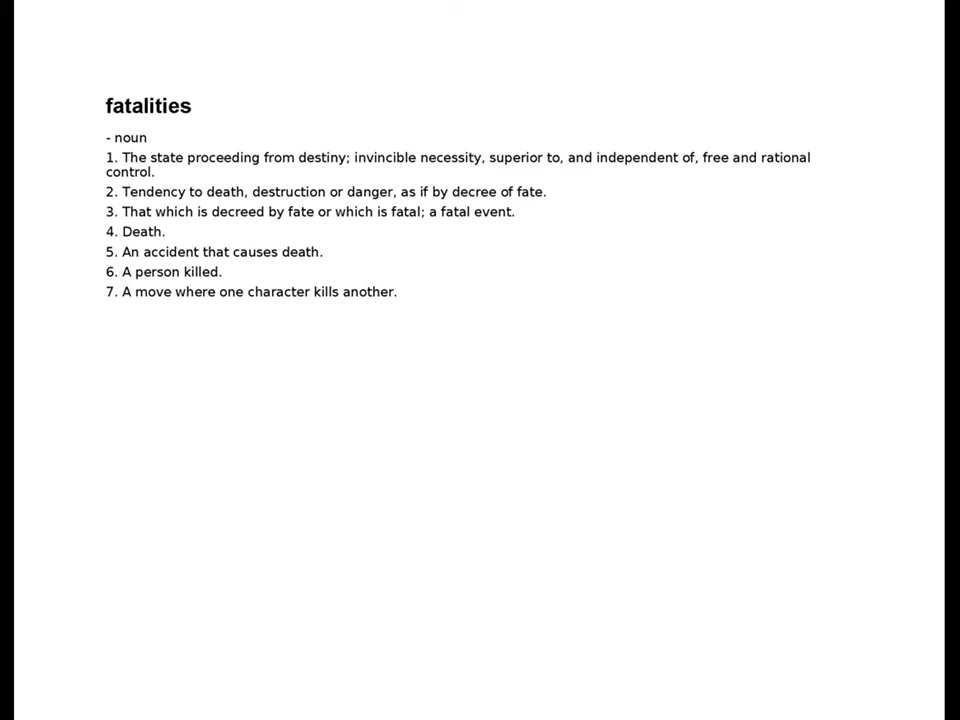 fatalities
- noun
1. The state proceeding from destiny; invincible necessity, superior to, and independent of, free and rational
control.
2. Tendency to death, destruction or danger, as if by decree of fate.
3. That which is decreed by fate or which is fatal; a fatal event.
4. Death.
5. An accident that causes death.
6. A person killed.
7. A move where one character kills another.